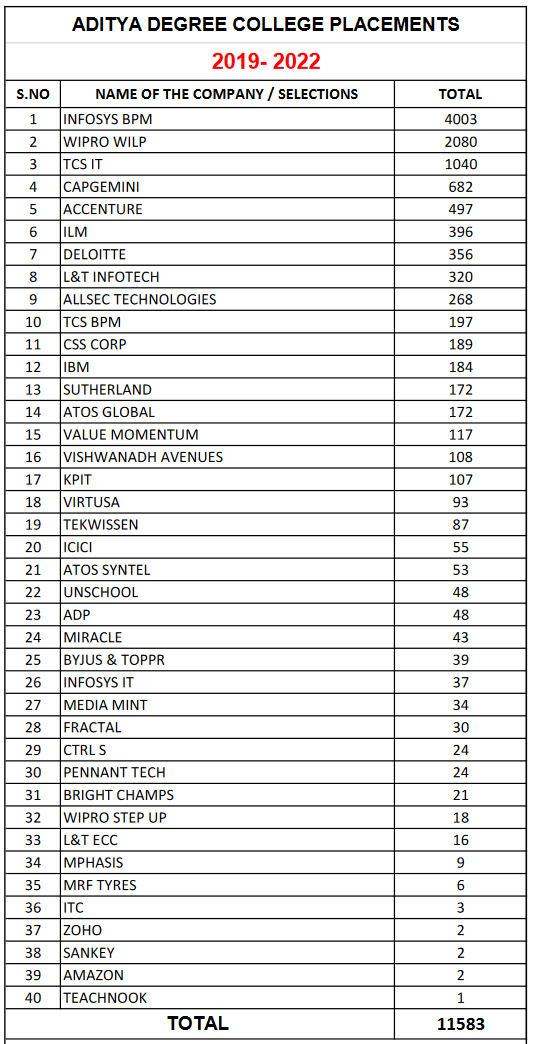 ADITYA DEGREE COLLEGE PLACEMENTS
2019- 2022
S.NO NAME OF THE COMPANY / SELECTIONS TOTAL
1 INFOSYS BPM 4003
2 WIPRO WILP 2080
3 TCS IT 1040
4 CAPGEMINI 682
5 ACCENTURE 497
6 ILM 396
7 DELOITTE 356
8 L&T INFOTECH 320
9 ALLSEC TECHNOLOGIES 268
10 TCS BPM 197
11 CSS CORP 189
12 IBM 184
13 SUTHERLAND 172
14 ATOS GLOBAL 172
15 VALUE MOMENTUM 117
16 VISHWANADH AVENUES 108
17 KPIT 107
18 VIRTUSA 93
19 TEKWISSEN 87
20 ICICI 55
21 ATOS SYNTEL 53
22 UNSCHOOL 48
23 ADP 48
24 MIRACLE 43
25 BYJUS & TOPPR 39
26 INFOSYS IT 37
27 MEDIA MINT 34
28 FRACTAL 30
29 CTRL S 24
30 PENNANT TECH 24
31 BRIGHT CHAMPS 21
32 WIPRO STEP UP 18
33 L&T ECC 16
34 MPHASIS 9
35 MRF TYRES 6
36 ITC 3
37 ZOHO 2
38 SANKEY 2
39 AMAZON 2
40 TEACHNOOK 1
TOTAL 11583